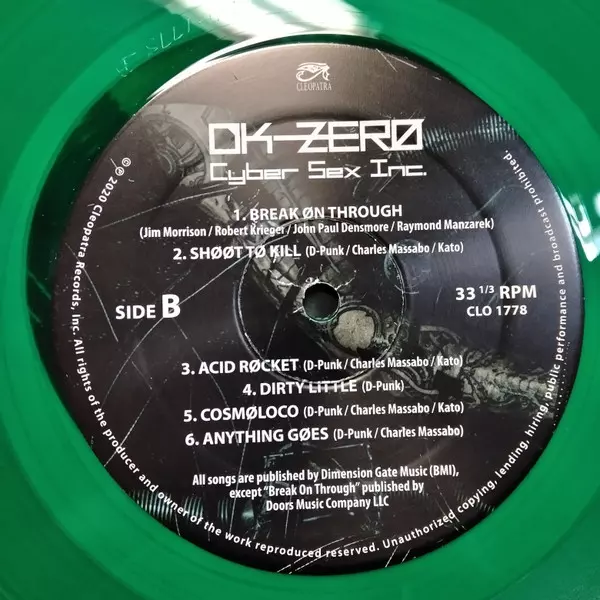 CLEOPATRA
OK-ZERØ
Cyber Sex Inc.
1. BREAK ØN THROUGH
(Jim Morrison / Robert Krieger / John Paul Densmore / Raymond Manzarek)
2. SHØØT TØ KILL (D-Punk / Charles Massabo / Kato)
SIDE B
33 1/3 RPM
CLO 1778
3. ACID RØCKET (D-Punk / Charles Massabo / Kato)
4. DIRTY LITTLE (D-Punk)
5. COSMØLOCO (D-Punk / Charles Massabo / Kato)
6. ANYTHING GØES (D-Punk / Charles Massabo)
All songs are published by Dimension Gate Music (BMI),
except "Break On Through" published by
Doors Music Company LLC
℗© 2020 Cleopatra Records, Inc. All rights of the producer and owner of the work reproduced reserved. Unauthorized copying, lending, hiring, public performance and broadcast prohibited.